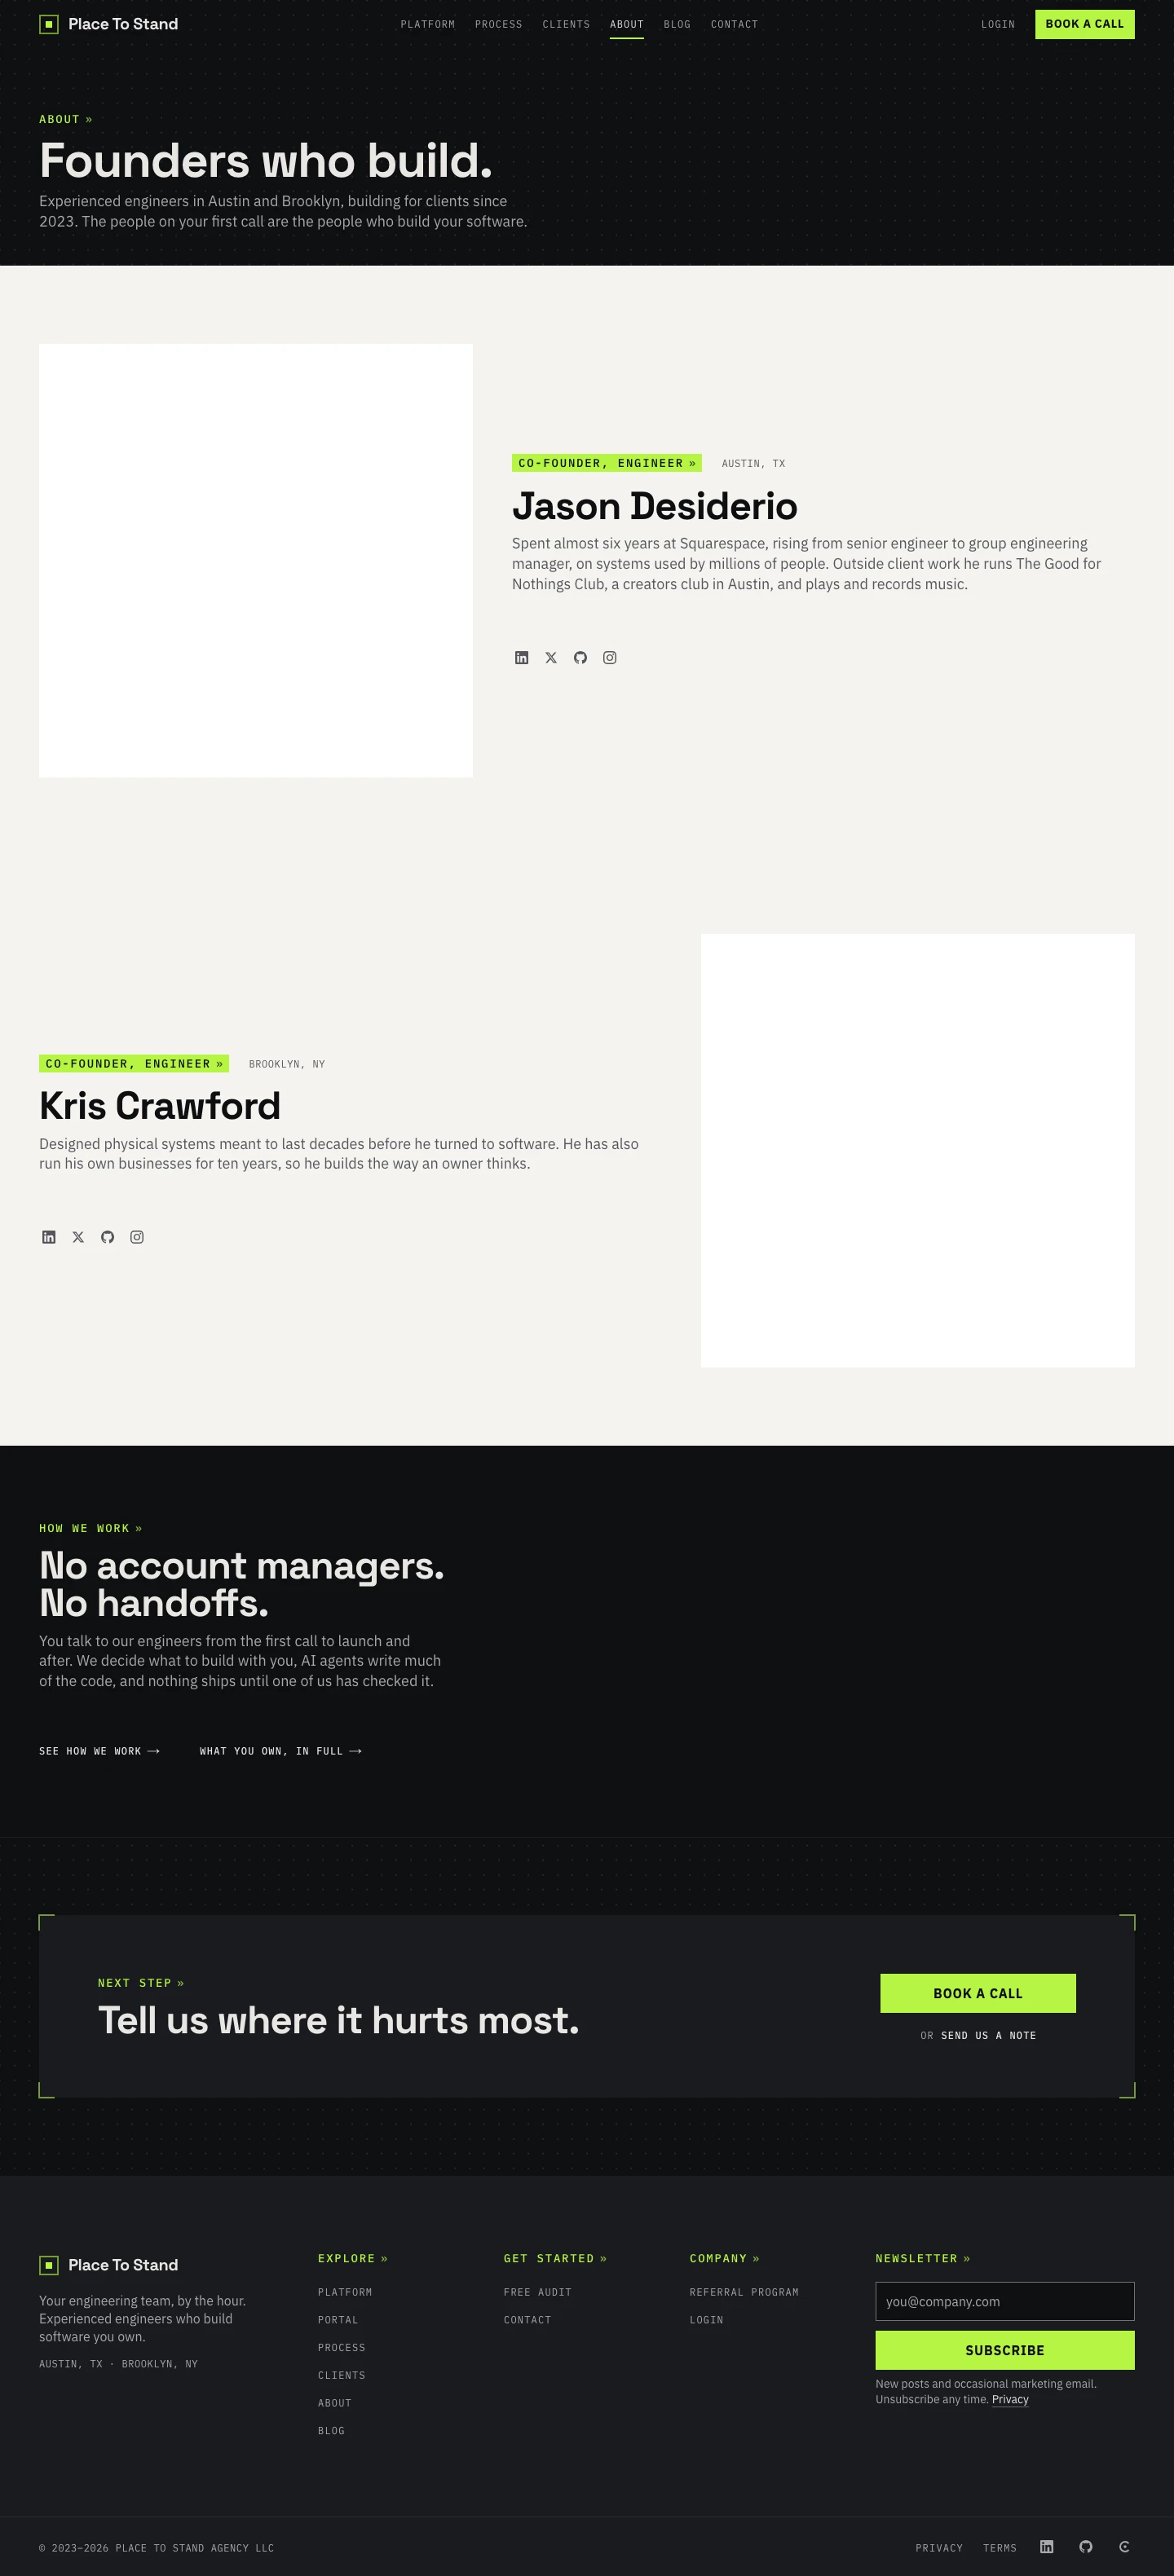 Place To Stand
PLATFORM PROCESS CLIENTS ABOUT BLOG CONTACT
LOGIN
BOOK A CALL
ABOUT »
Founders who build.
Experienced engineers in Austin and Brooklyn, building for clients since
2023. The people on your first call are the people who build your software.
CO-FOUNDER, ENGINEER » AUSTIN, TX
Jason Desiderio
Spent almost six years at Squarespace, rising from senior engineer to group engineering
manager, on systems used by millions of people. Outside client work he runs The Good for
Nothings Club, a creators club in Austin, and plays and records music.
CO-FOUNDER, ENGINEER » BROOKLYN, NY
Kris Crawford
Designed physical systems meant to last decades before he turned to software. He has also
run his own businesses for ten years, so he builds the way an owner thinks.
HOW WE WORK »
No account managers.
No handoffs.
You talk to our engineers from the first call to launch and
after. We decide what to build with you, AI agents write much
of the code, and nothing ships until one of us has checked it.
SEE HOW WE WORK → WHAT YOU OWN, IN FULL →
NEXT STEP »
Tell us where it hurts most.
BOOK A CALL
OR SEND US A NOTE
Place To Stand
Your engineering team, by the hour.
Experienced engineers who build
software you own.
AUSTIN, TX · BROOKLYN, NY
EXPLORE »
PLATFORM
PORTAL
PROCESS
CLIENTS
ABOUT
BLOG
GET STARTED »
FREE AUDIT
CONTACT
COMPANY »
REFERRAL PROGRAM
LOGIN
NEWSLETTER »
you@company.com
SUBSCRIBE
New posts and occasional marketing email.
Unsubscribe any time. Privacy
© 2023–2026 PLACE TO STAND AGENCY LLC
PRIVACY TERMS